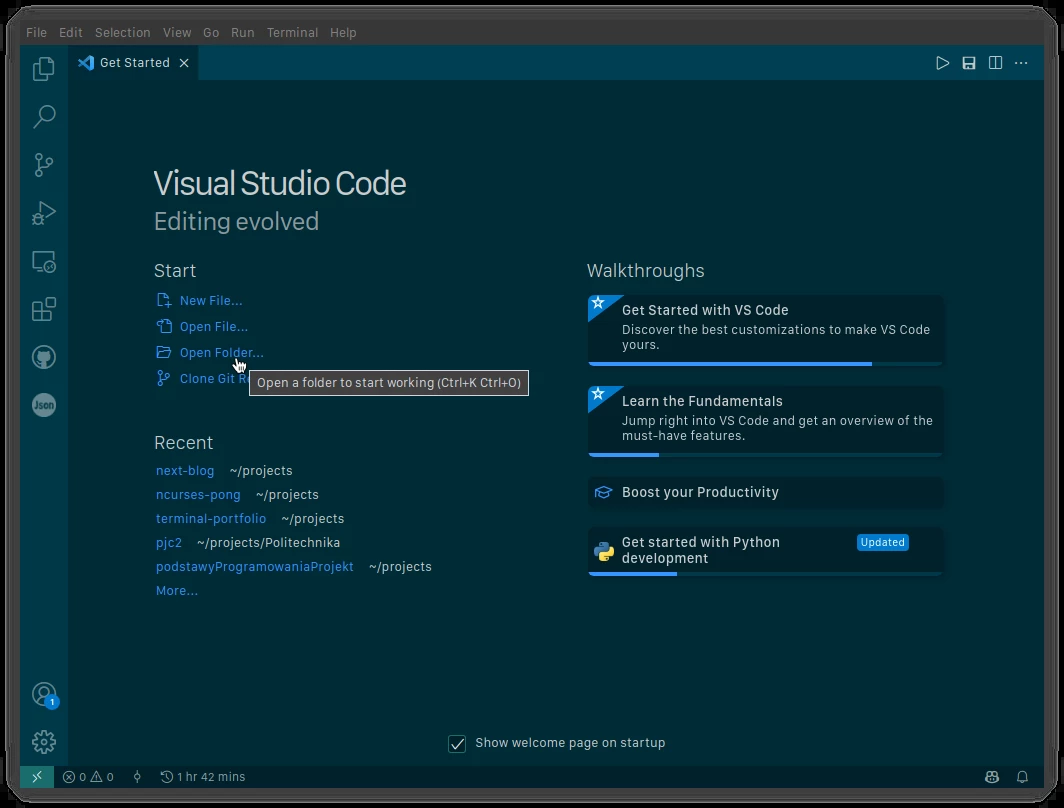 File Edit Selection View Go Run Terminal Help
Get Started
Visual Studio Code
Editing evolved
Start
New File...
Open File...
Open Folder...
Clone Git
Open a folder to start working (Ctrl+K Ctrl+O)
Recent
next-blog ~/projects
ncurses-pong ~/projects
terminal-portfolio ~/projects
pjc2 ~/projects/Politechnika
podstawyProgramowaniaProjekt ~/projects
More...
Walkthroughs
Get Started with VS Code
Discover the best customizations to make VS Code
yours.
Learn the Fundamentals
Jump right into VS Code and get an overview of the
must-have features.
Boost your Productivity
Get started with Python
development
Updated
Json
1
Show welcome page on startup
0 0 1 hr 42 mins